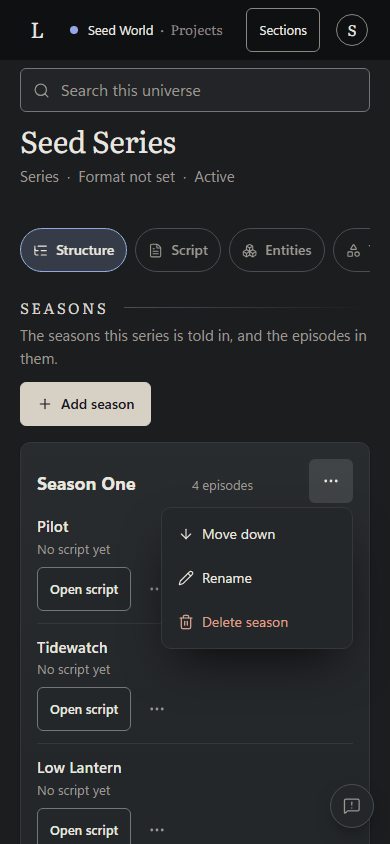 L
Seed World · Projects
Sections
S
Search this universe
Seed Series
Series · Format not set · Active
Structure
Script
Entities
SEASONS
The seasons this series is told in, and the episodes in
them.
+ Add season
Season One
4 episodes
...
Pilot
No script yet
Open script
Move down
Rename
Delete season
Tidewatch
No script yet
Open script
...
Low Lantern
No script yet
Open script
...